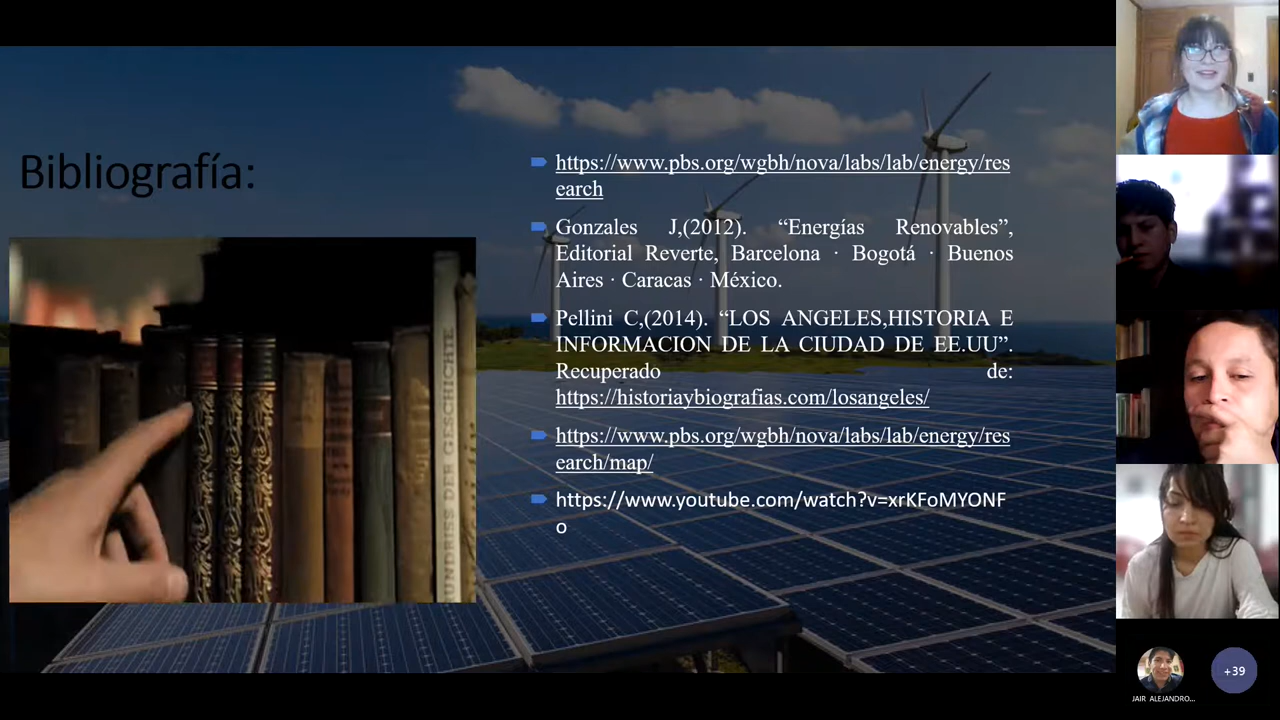 Bibliografía:
https://www.pbs.org/wgbh/nova/labs/lab/energy/res
earch
Gonzales J,(2012). “Energías Renovables”,
Editorial Reverte, Barcelona · Bogotá · Buenos
Aires · Caracas · México.
Pellini C,(2014). “LOS ANGELES,HISTORIA E
INFORMACION DE LA CIUDAD DE EE.UU”.
Recuperado de:
https://historiaybiografias.com/losangeles/
https://www.pbs.org/wgbh/nova/labs/lab/energy/res
earch/map/
https://www.youtube.com/watch?v=xrKFoMYONF
o
RUNDRISS DER GESCHICHTE
JAIR ALEJANDRO...
+39